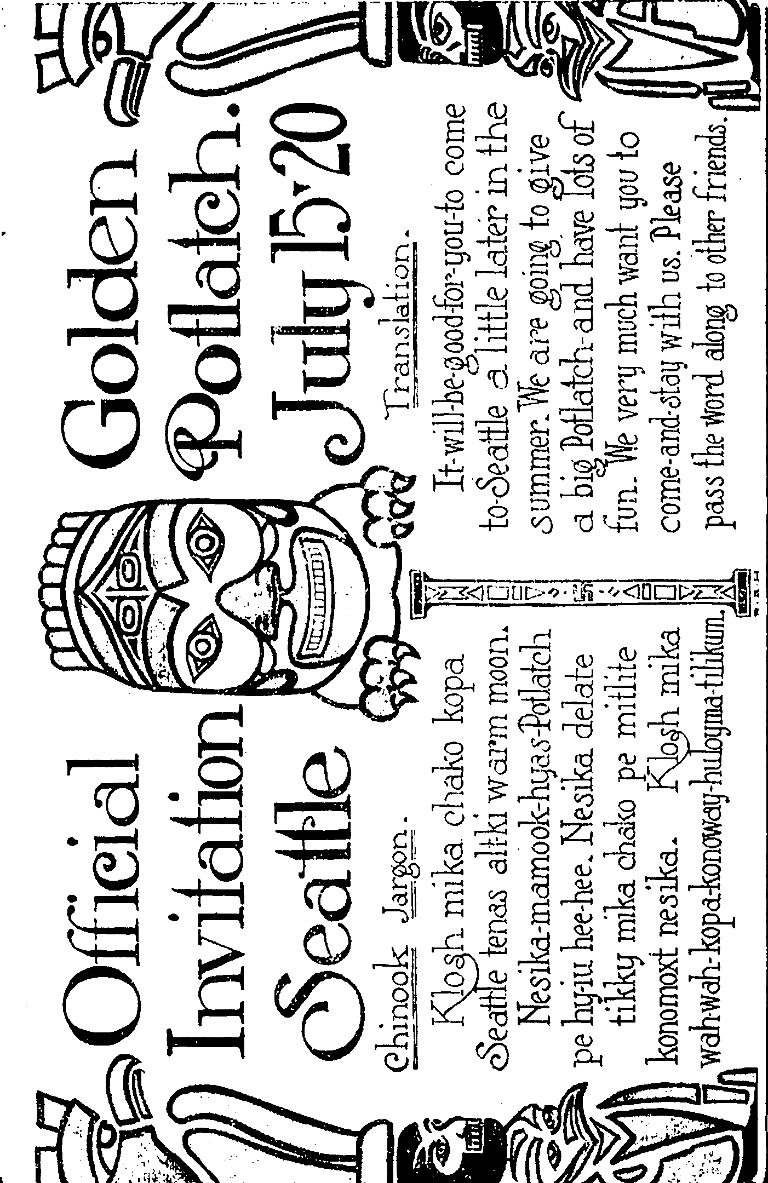 Official
Invitation
Seattle
Golden
Potlatch.
July 15-20
Chinook Jargon.
Klosh mika chako kopa
Seattle tenas alt-ki warm moon.
Nesika-mamook-hyas-Potlatch
pe hy-iu hee-hee. Nesika delate
tikky mika chako pe mitlite
konomoxt nesika. Klosh mika
wahwah-kopa-konoway-huloyma-tilikum.
Translation.
It-will-be-good-for-you-to come
to-Seattle a little later in the
summer. We are going to give
a big Potlatch-and have lots of
fun. We very much want you to
come-and-stay with us. Please
pass the word along to other friends.